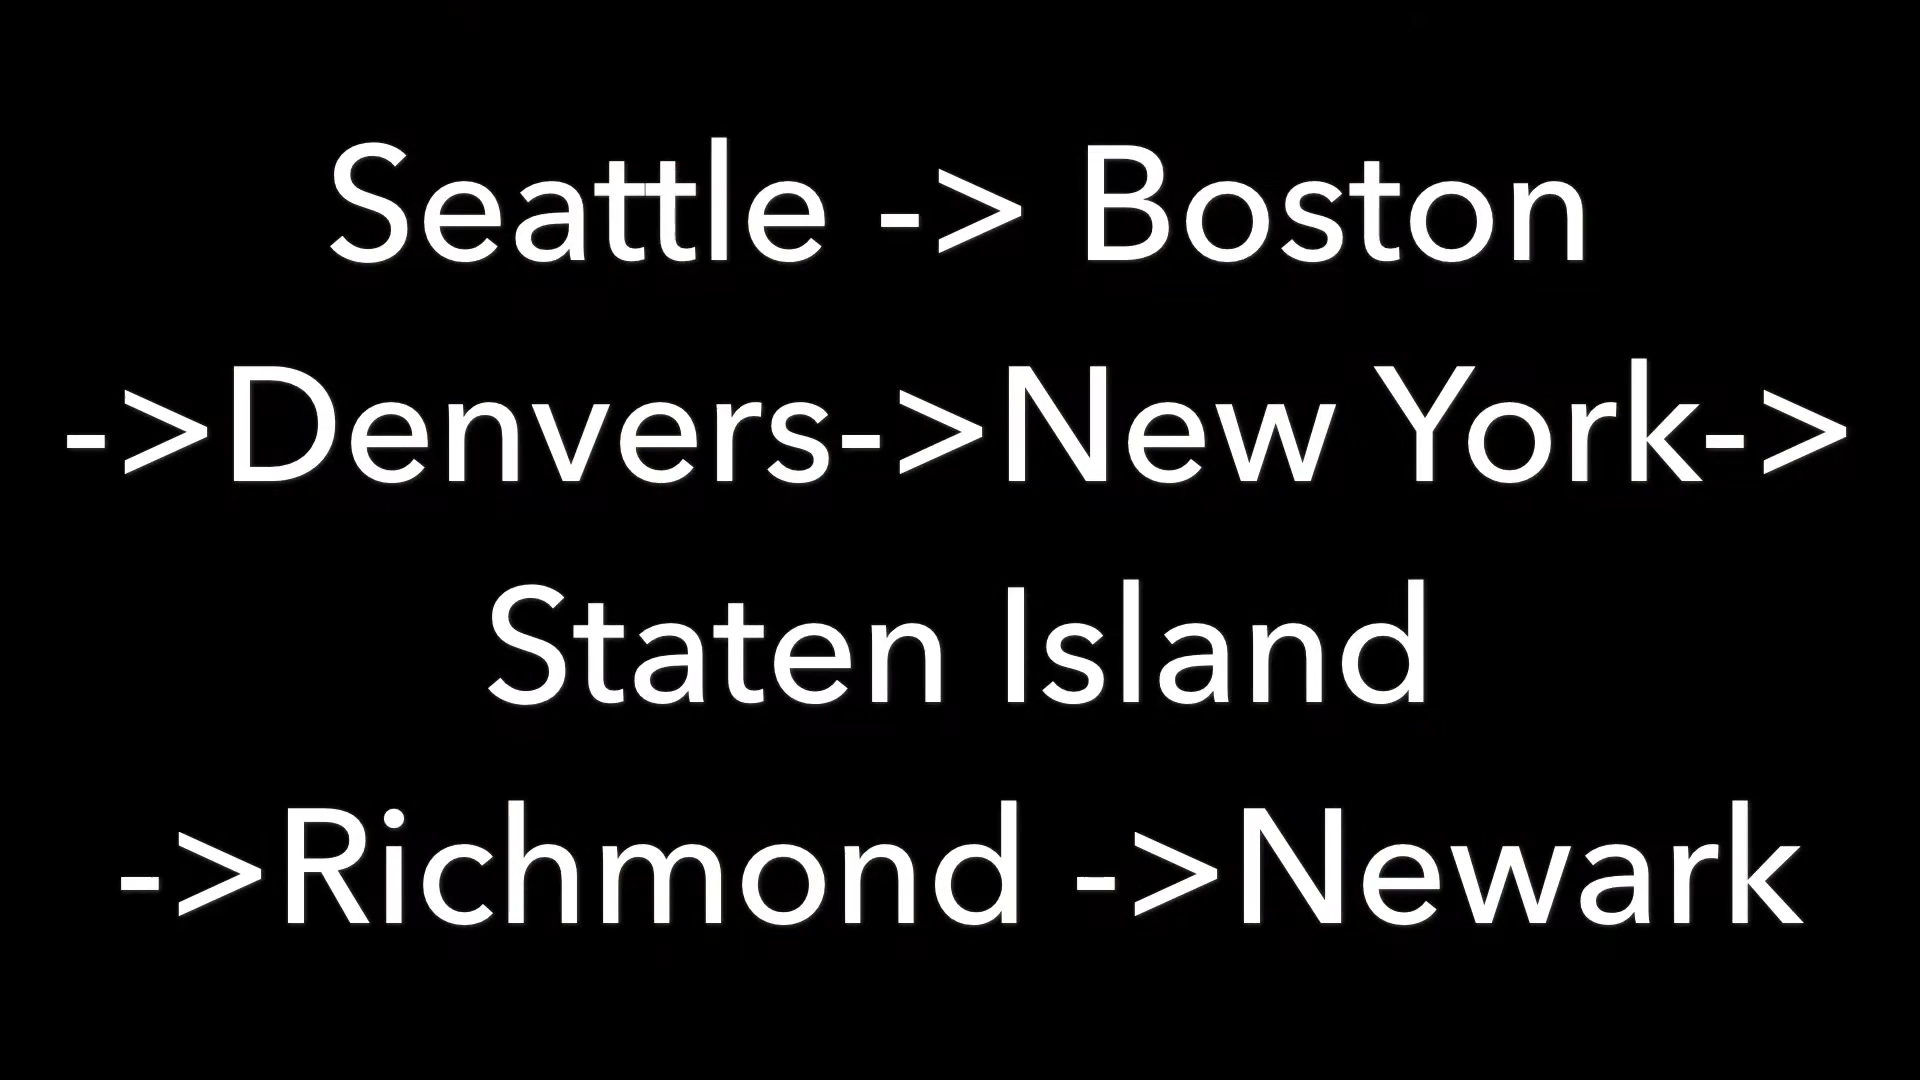 Seattle -> Boston
->Denvers->New York->
Staten Island
->Richmond ->Newark